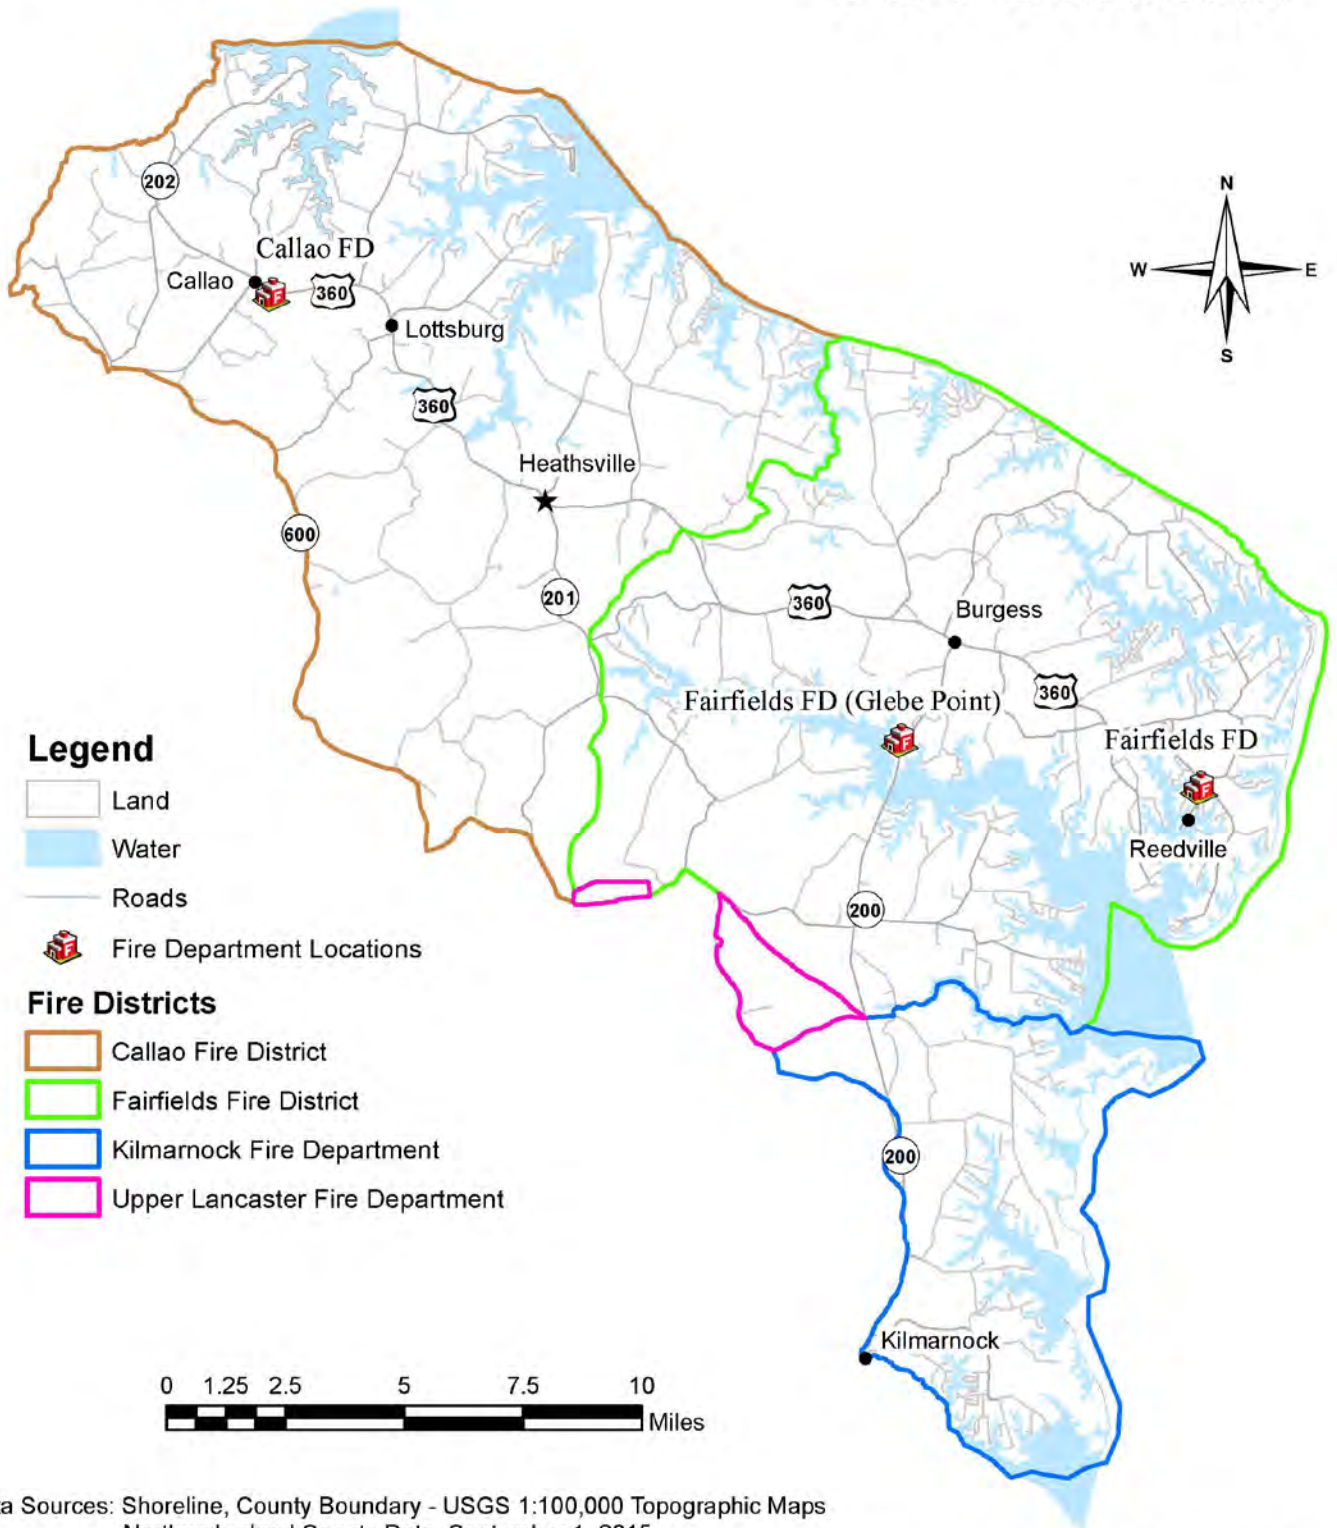 N
W E
S
202
Callao FD
Callao
360
Lottsburg
360
Heathsville
600
201
360
Burgess
360
Fairfields FD (Glebe Point)
Fairfields FD
Reedville
200
200
Kilmarnock
Legend
Land
Water
Roads
Fire Department Locations
Fire Districts
Callao Fire District
Fairfields Fire District
Kilmarnock Fire Department
Upper Lancaster Fire Department
0 1.25 2.5 5 7.5 10
Miles
a Sources: Shoreline, County Boundary - USGS 1:100,000 Topographic Maps